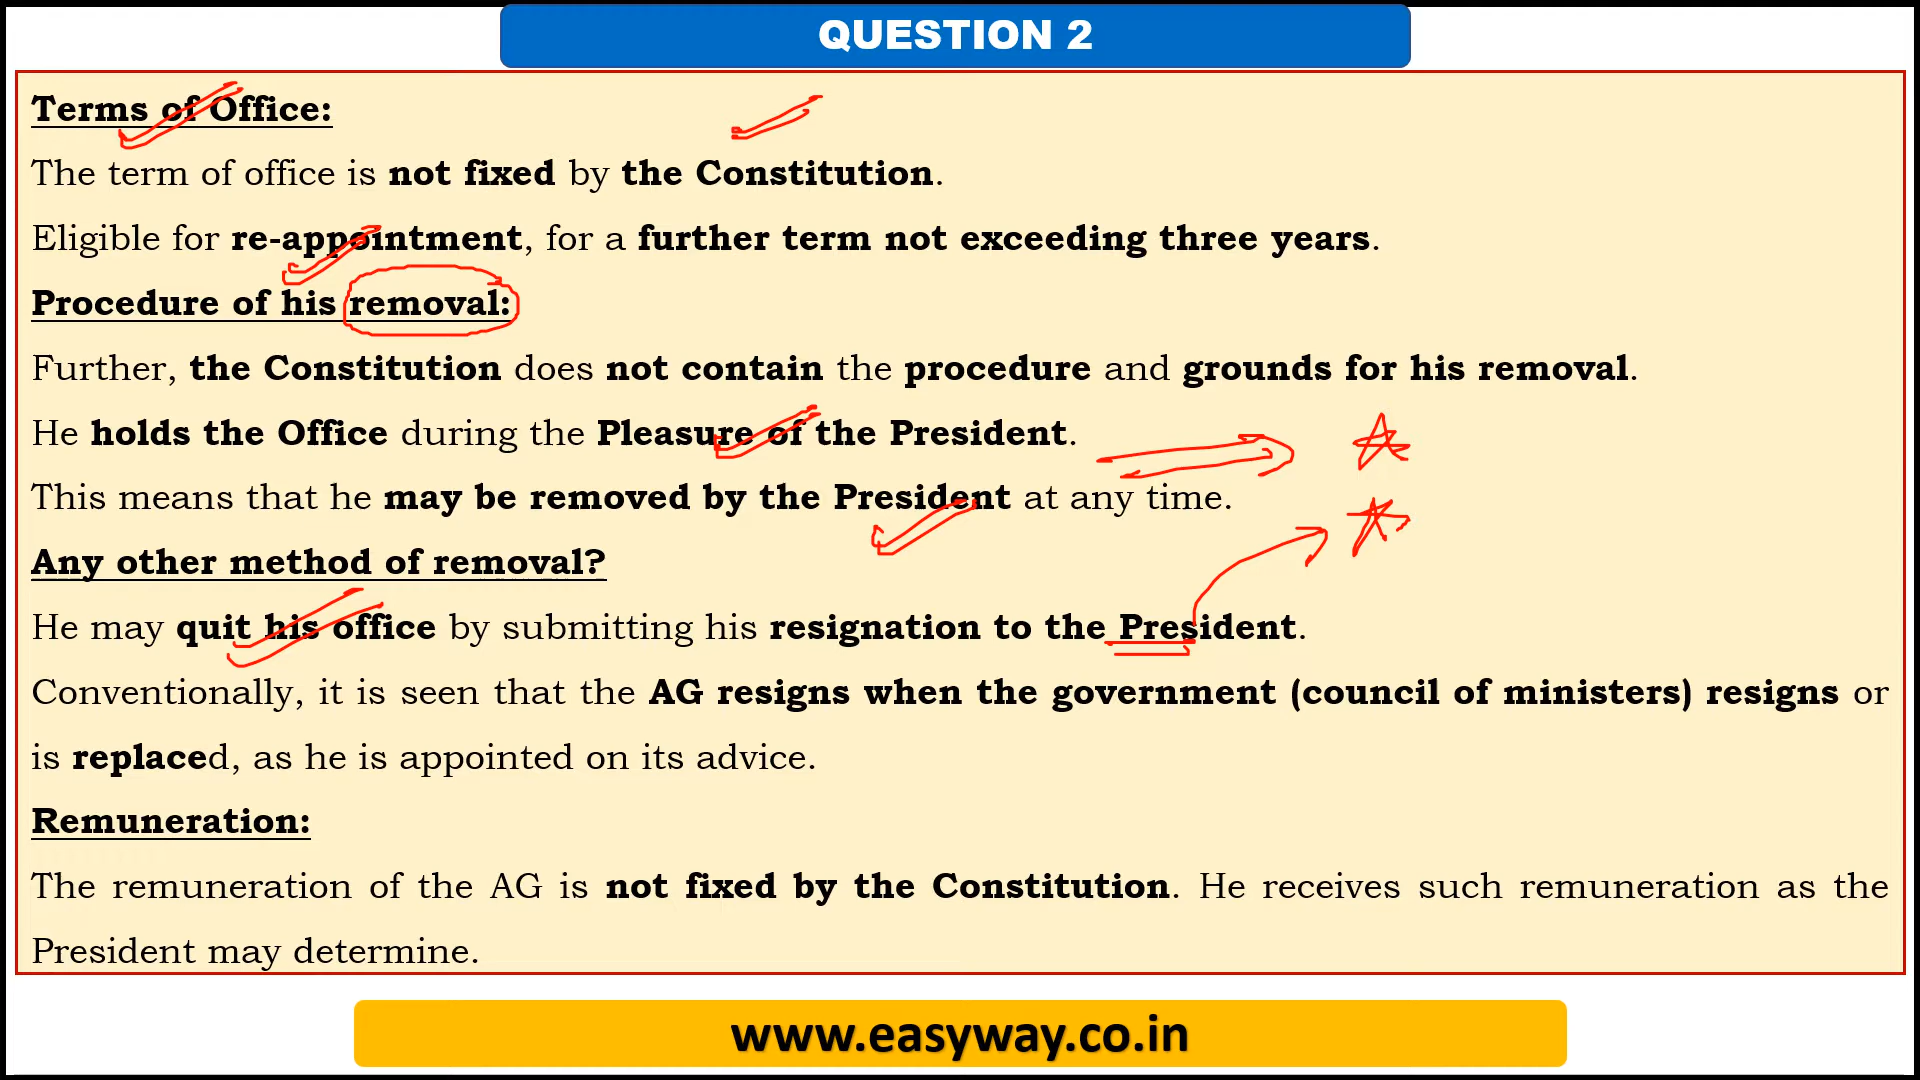 QUESTION 2
Terms of Office:
The term of office is not fixed by the Constitution.
Eligible for re-appointment, for a further term not exceeding three years.
Procedure of his removal:
Further, the Constitution does not contain the procedure and grounds for his removal.
He holds the Office during the Pleasure of the President.
This means that he may be removed by the President at any time.
Any other method of removal?
He may quit his office by submitting his resignation to the President.
Conventionally, it is seen that the AG resigns when the government (council of ministers) resigns or
is replaced, as he is appointed on its advice.
Remuneration:
The remuneration of the AG is not fixed by the Constitution. He receives such remuneration as the
President may determine.
www.easyway.co.in